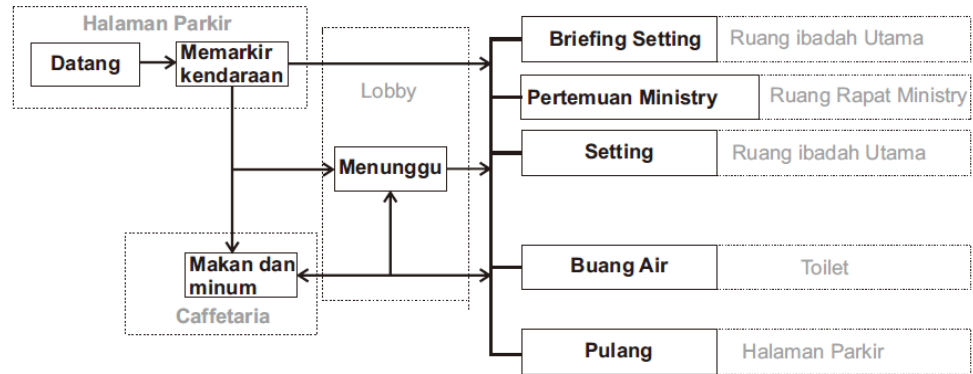 Halaman Parkir
Datang
Memarkir
kendaraan
Lobby
Menunggu
Makan dan
minum
Caffetaria
Briefing Setting Ruang ibadah Utama
Pertemuan Ministry Ruang Rapat Ministry
Setting Ruang ibadah Utama
Buang Air Toilet
Pulang Halaman Parkir